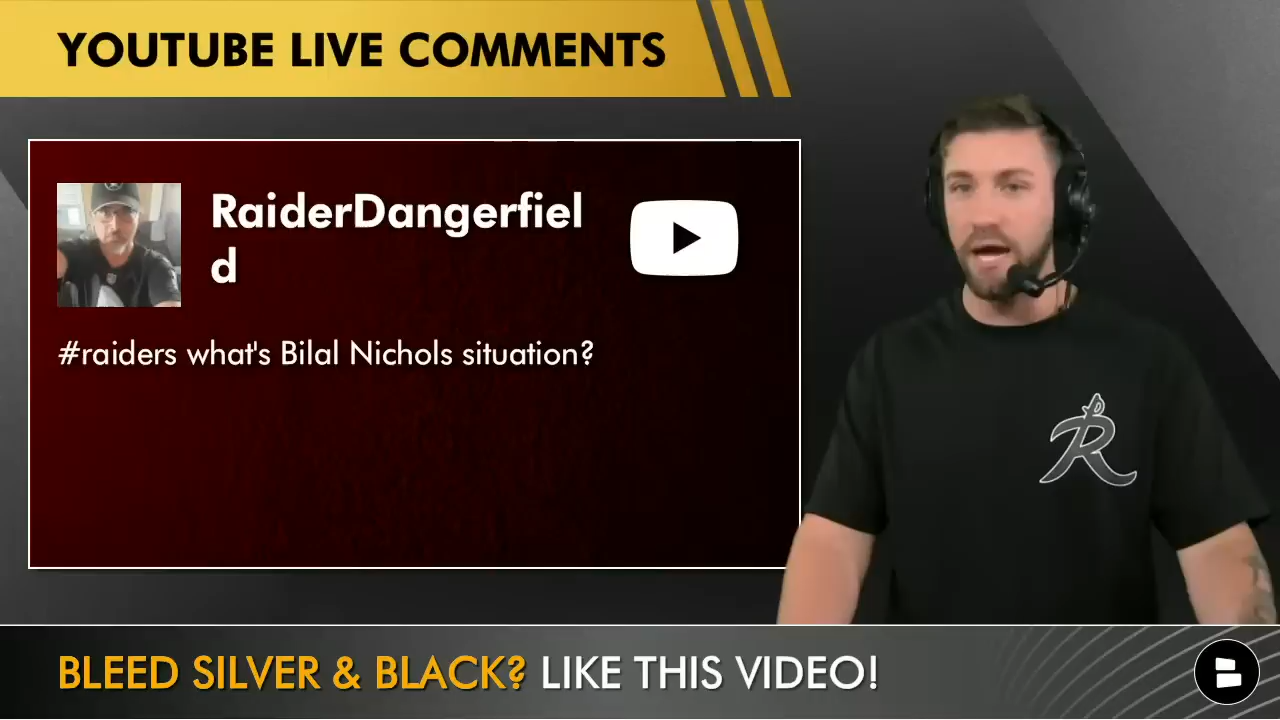 YOUTUBE LIVE COMMENTS
RaiderDangerfiel
d
#raiders what's Bilal Nichols situation?
R
BLEED SILVER & BLACK? LIKE THIS VIDEO!